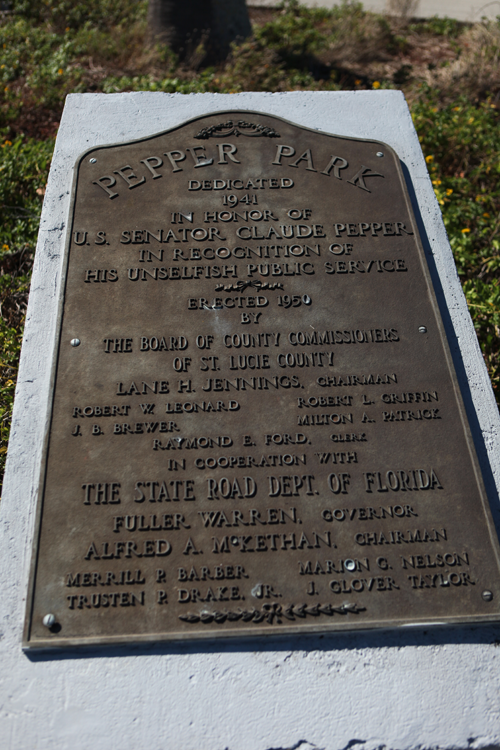 PEPPER PARK
DEDICATED
1941
IN HONOR OF
U.S. SENATOR CLAUDE PEPPER
IN RECOGNITION OF
HIS UNSELFISH PUBLIC SERVICE
ERECTED 1950
BY
THE BOARD OF COUNTY COMMISSIONERS
OF ST. LUCIE COUNTY
LANE H. JENNINGS, CHAIRMAN
ROBERT W. LEONARD ROBERT L. GRIFFIN
J. B. BREWER MILTON A. PATRICK
RAYMOND E. FORD, CLERK
IN COOPERATION WITH
THE STATE ROAD DEPT. OF FLORIDA
FULLER WARREN, GOVERNOR
ALFRED A. McKETHAN, CHAIRMAN
MERRILL P. BARBER MARION G. NELSON
TRUSTEN P. DRAKE, JR. J. GLOVER TAYLOR